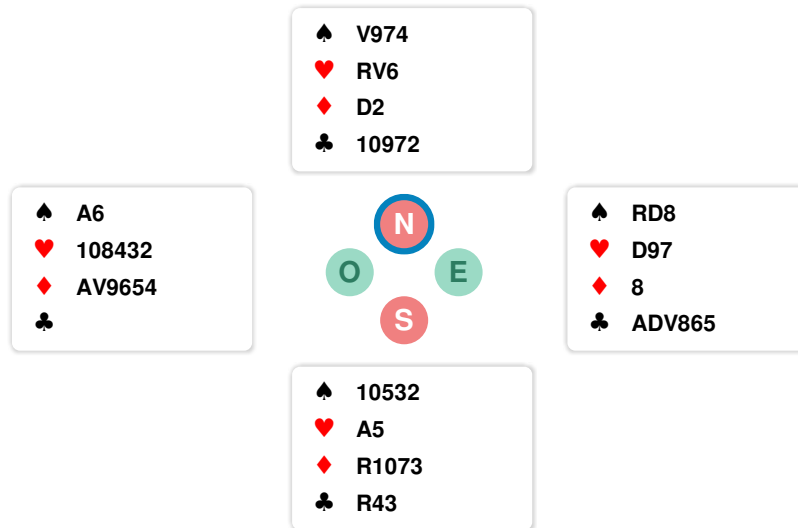 ♠ V974
♥ RV6
♦ D2
♣ 10972
♠ A6
♥ 108432
♦ AV9654
♣
N
O E
S
♠ RD8
♥ D97
♦ 8
♣ ADV865
♠ 10532
♥ A5
♦ R1073
♣ R43